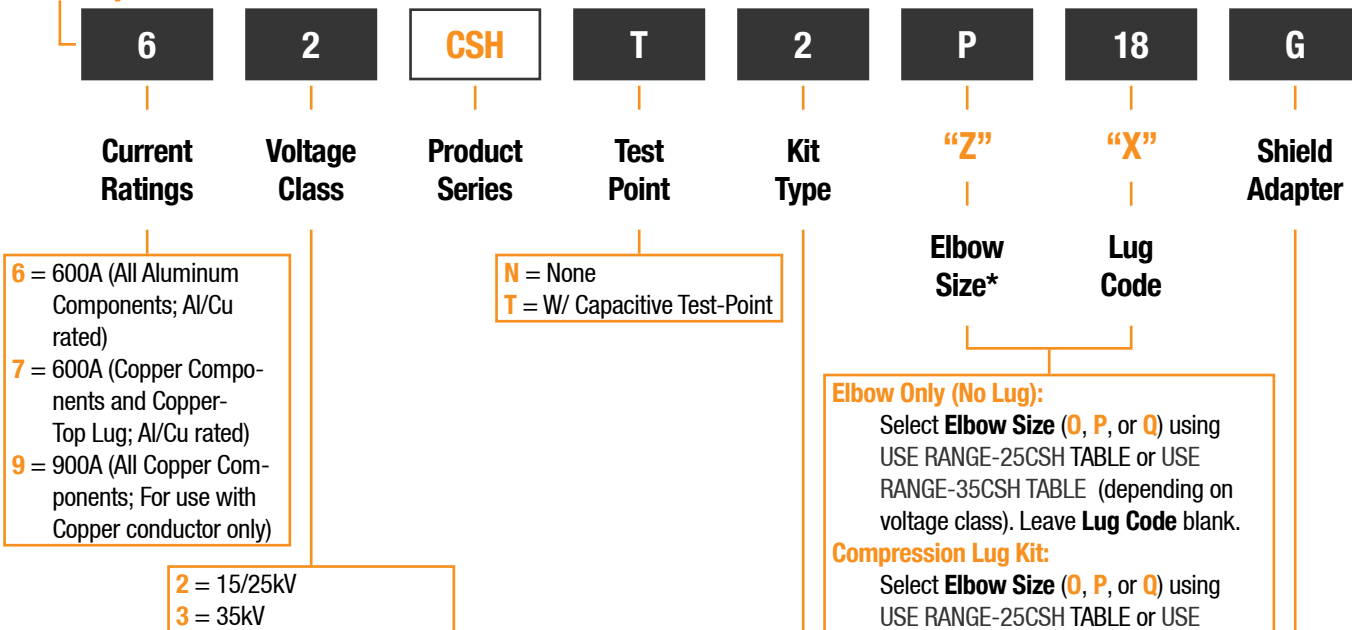 6 2 CSH T 2 P 18 G
Current Ratings
Voltage Class
Product Series
Test Point
Kit Type
“Z”
“X”
Shield Adapter
Elbow Size*
Lug Code
6 = 600A (All Aluminum
Components; Al/Cu
rated)
7 = 600A (Copper Compo-
nents and Copper-
Top Lug; Al/Cu rated)
9 = 900A (All Copper Com-
ponents; For use with
Copper conductor only)
2 = 15/25kV
3 = 35kV
N = None
T = W/ Capacitive Test-Point
Elbow Only (No Lug):
Select Elbow Size (O, P, or Q) using
USE RANGE-25CSH TABLE or USE
RANGE-35CSH TABLE (depending on
voltage class). Leave Lug Code blank.
Compression Lug Kit:
Select Elbow Size (O, P, or Q) using
USE RANGE-25CSH TABLE or USE